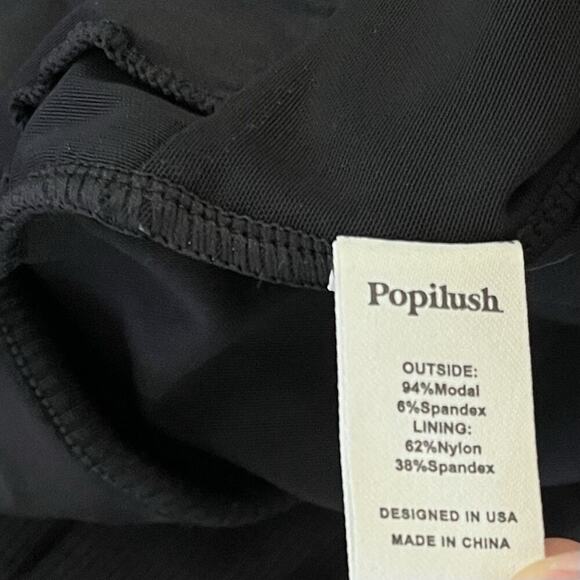 Popilush
OUTSIDE:
94%Modal
6%Spandex
LINING:
62%Nylon
38%Spandex
DESIGNED IN USA
MADE IN CHINA